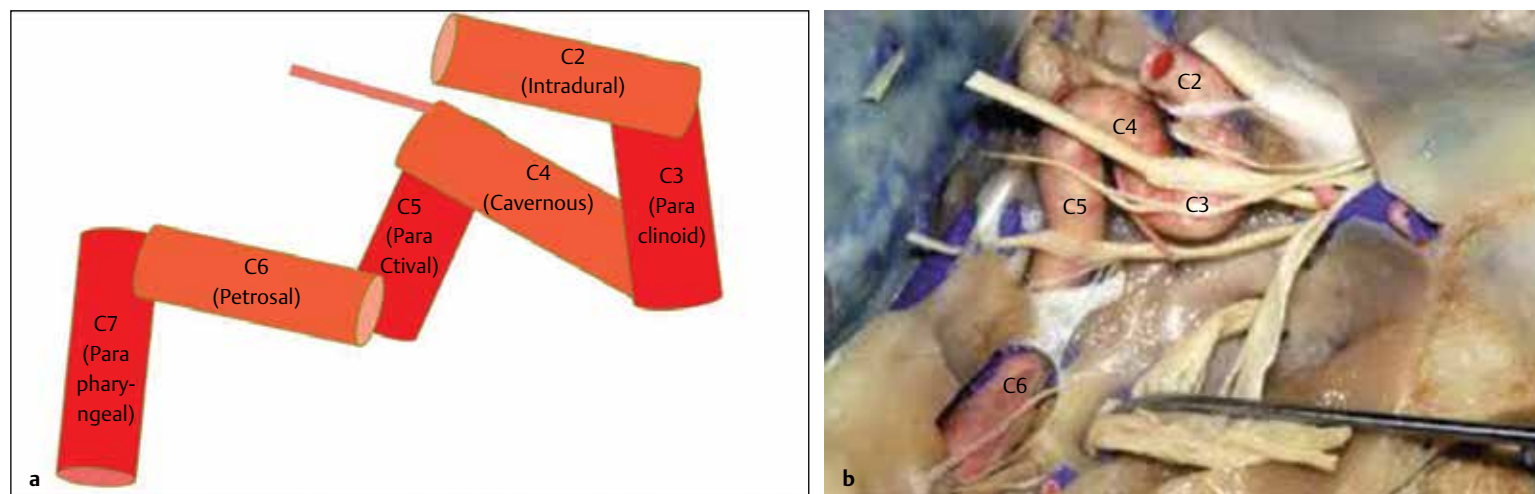 C2
(Intradural)
C4
(Cavernous)
C3
(Para
clinoid)
C5
(Para
Ctival)
C6
(Petrosal)
C7
(Para
phary-
ngeal)
a
C2
C4
C5
C3
C6
b